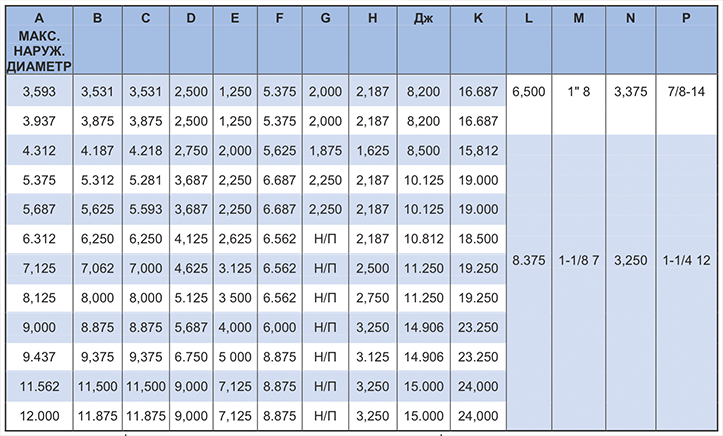 A МАКС. НАРУЖ. ДИАМЕТР B C D E F G H Дж K L M N P
3,593 3,531 3,531 2,500 1,250 5.375 2,000 2,187 8,200 16.687 6,500 1" 8 3,375 7/8-14
3.937 3,875 3,875 2,500 1,250 5.375 2,000 2,187 8,200 16.687
4.312 4.187 4.218 2,750 2,000 5,625 1,875 1,625 8,500 15,812
5.375 5.312 5.281 3,687 2,250 6.687 2,250 2,187 10.125 19.000
5,687 5,625 5.593 3,687 2,250 6.687 2,250 2,187 10.125 19.000
6.312 6,250 6,250 4,125 2,625 6.562 Н/П 2,187 10.812 18.500
7,125 7,062 7,000 4,625 3.125 6.562 Н/П 2,500 11.250 19.250 8.375 1-1/8 7 3,250 1-1/4 12
8,125 8,000 8,000 5.125 3 500 6.562 Н/П 2,750 11.250 19.250
9,000 8.875 8.875 5,687 4,000 6,000 Н/П 3,250 14.906 23.250
9.437 9,375 9,375 6.750 5 000 8.875 Н/П 3.125 14.906 23.250
11.562 11,500 11,500 9,000 7,125 8.875 Н/П 3,250 15.000 24,000
12.000 11.875 11.875 9,000 7,125 8.875 Н/П 3,250 15.000 24,000